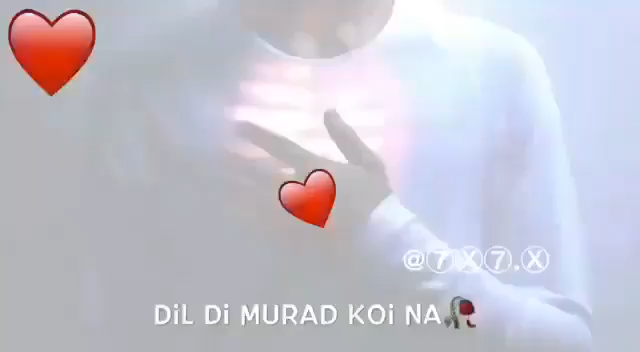 @⑦Ⓧ⑦.Ⓧ
DiL Di MURAD KOi NA🥀